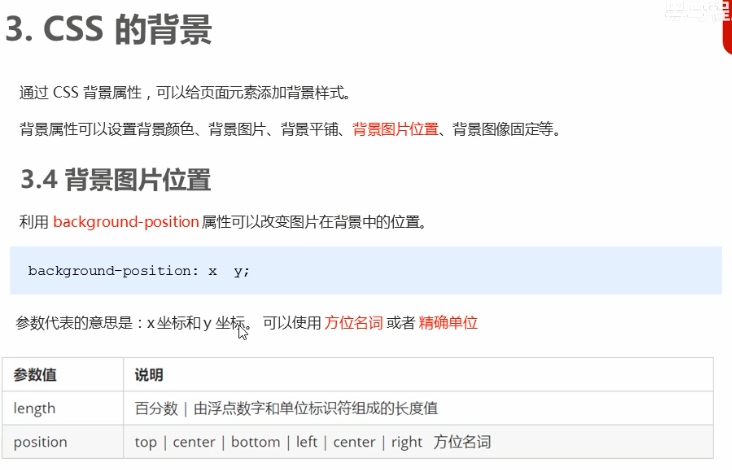 3. CSS 的背景
通过 CSS 背景属性，可以给页面元素添加背景样式。
背景属性可以设置背景颜色、背景图片、背景平铺、背景图片位置、背景图像固定等。
3.4 背景图片位置
利用 background-position 属性可以改变图片在背景中的位置。
background-position: x  y;
参数代表的意思是：x 坐标和 y 坐标。 可以使用 方位名词 或者 精确单位
参数值 说明
length 百分数 | 由浮点数字和单位标识符组成的长度值
position top | center | bottom | left | center | right 方位名词